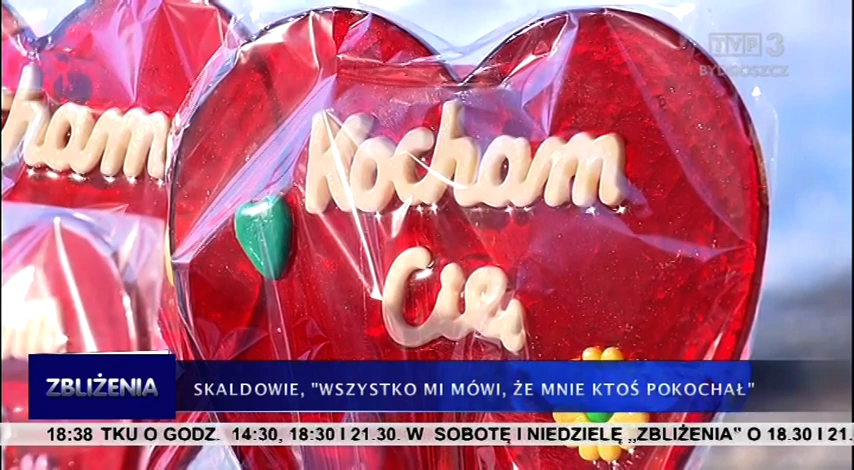 TVP 3
BYDGOSZCZ
Kocham
Cię
ham
ZBLIŻENIA
SKALDOWIE, "WSZYSTKO MI MÓWI, ŻE MNIE KTOŚ POKOCHAŁ"
18:38 TKU O GODZ. 14:30, 18:30 I 21.30. W SOBOTĘ I NIEDZIELĘ „ZBLIŻENIA" O 18.30 I 21.